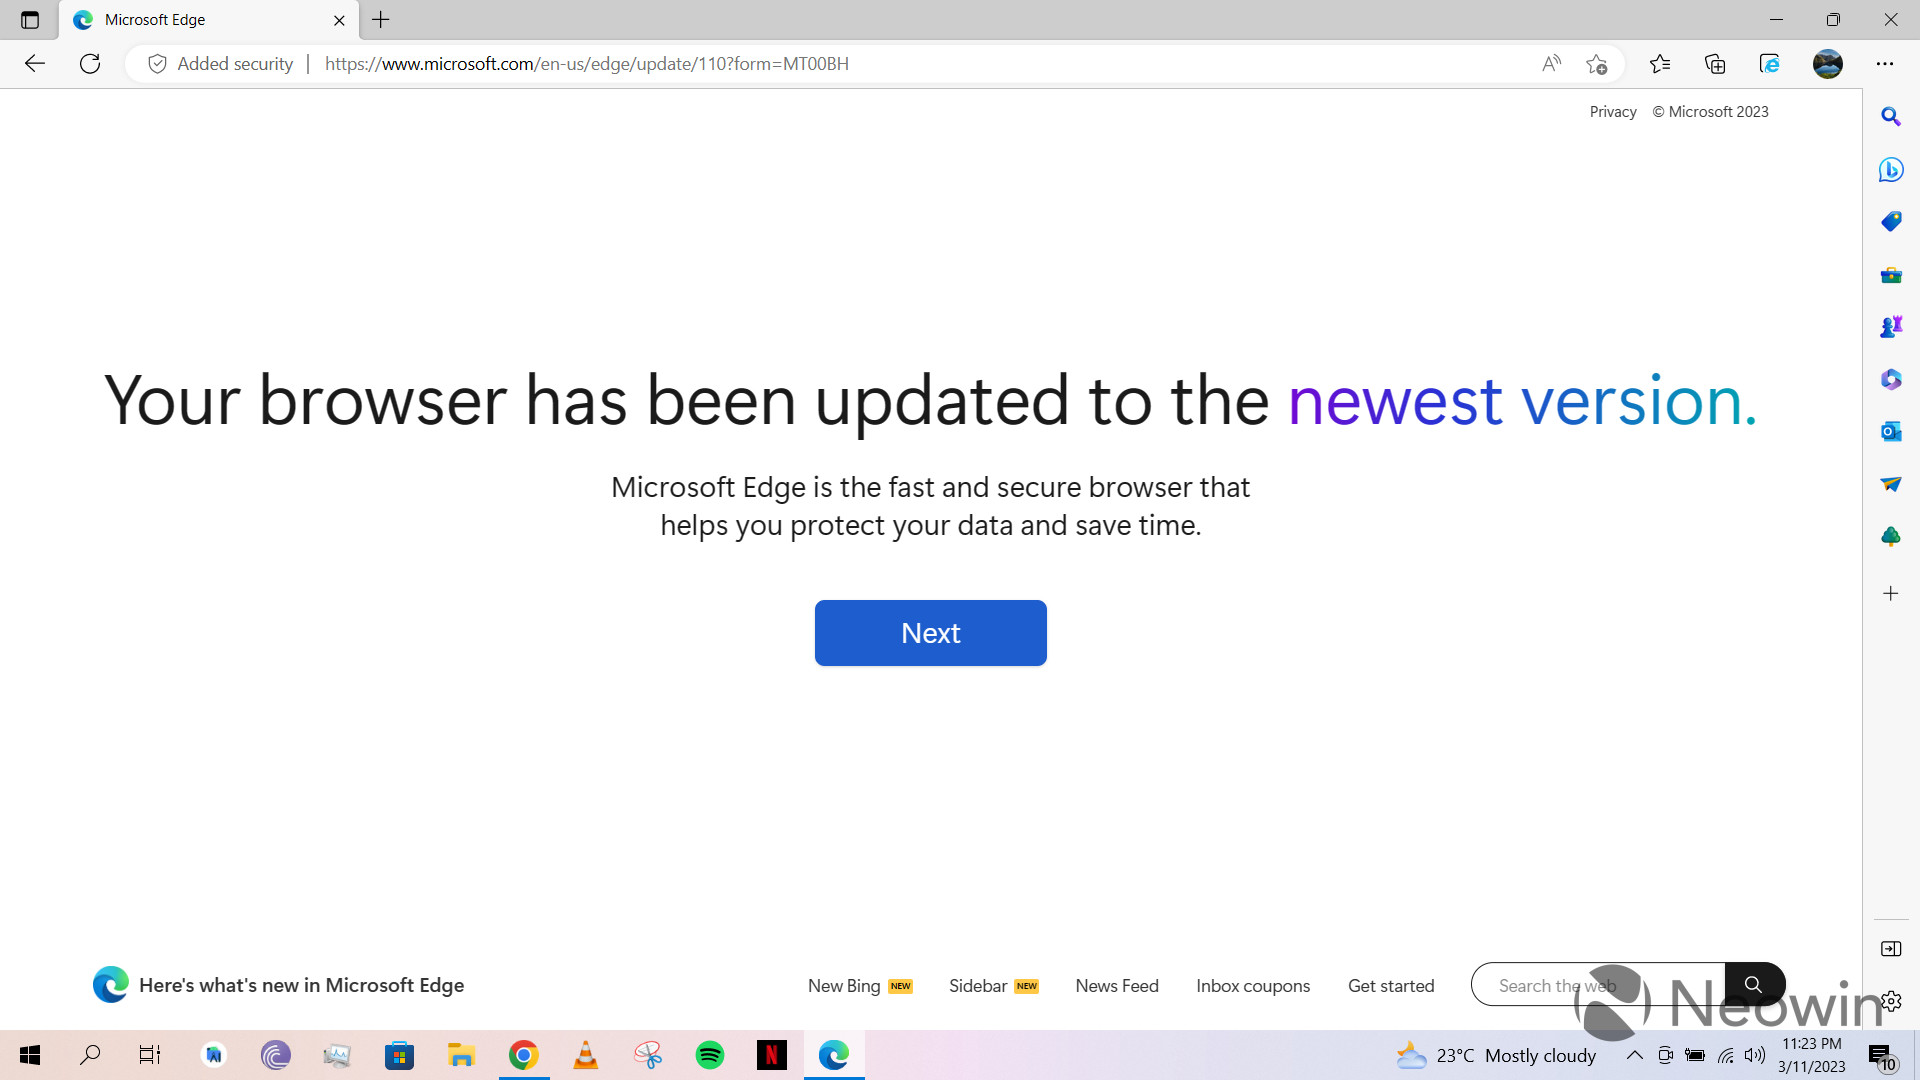 Microsoft Edge
Added security | https://www.microsoft.com/en-us/edge/update/110?form=MT00BH
Privacy © Microsoft 2023
Your browser has been updated to the newest version.
Microsoft Edge is the fast and secure browser that
helps you protect your data and save time.
Next
Here's what's new in Microsoft Edge
New Bing NEW Sidebar NEW News Feed Inbox coupons Get started Search the web
Neowin
23°C Mostly cloudy
11:23 PM
3/11/2023
10